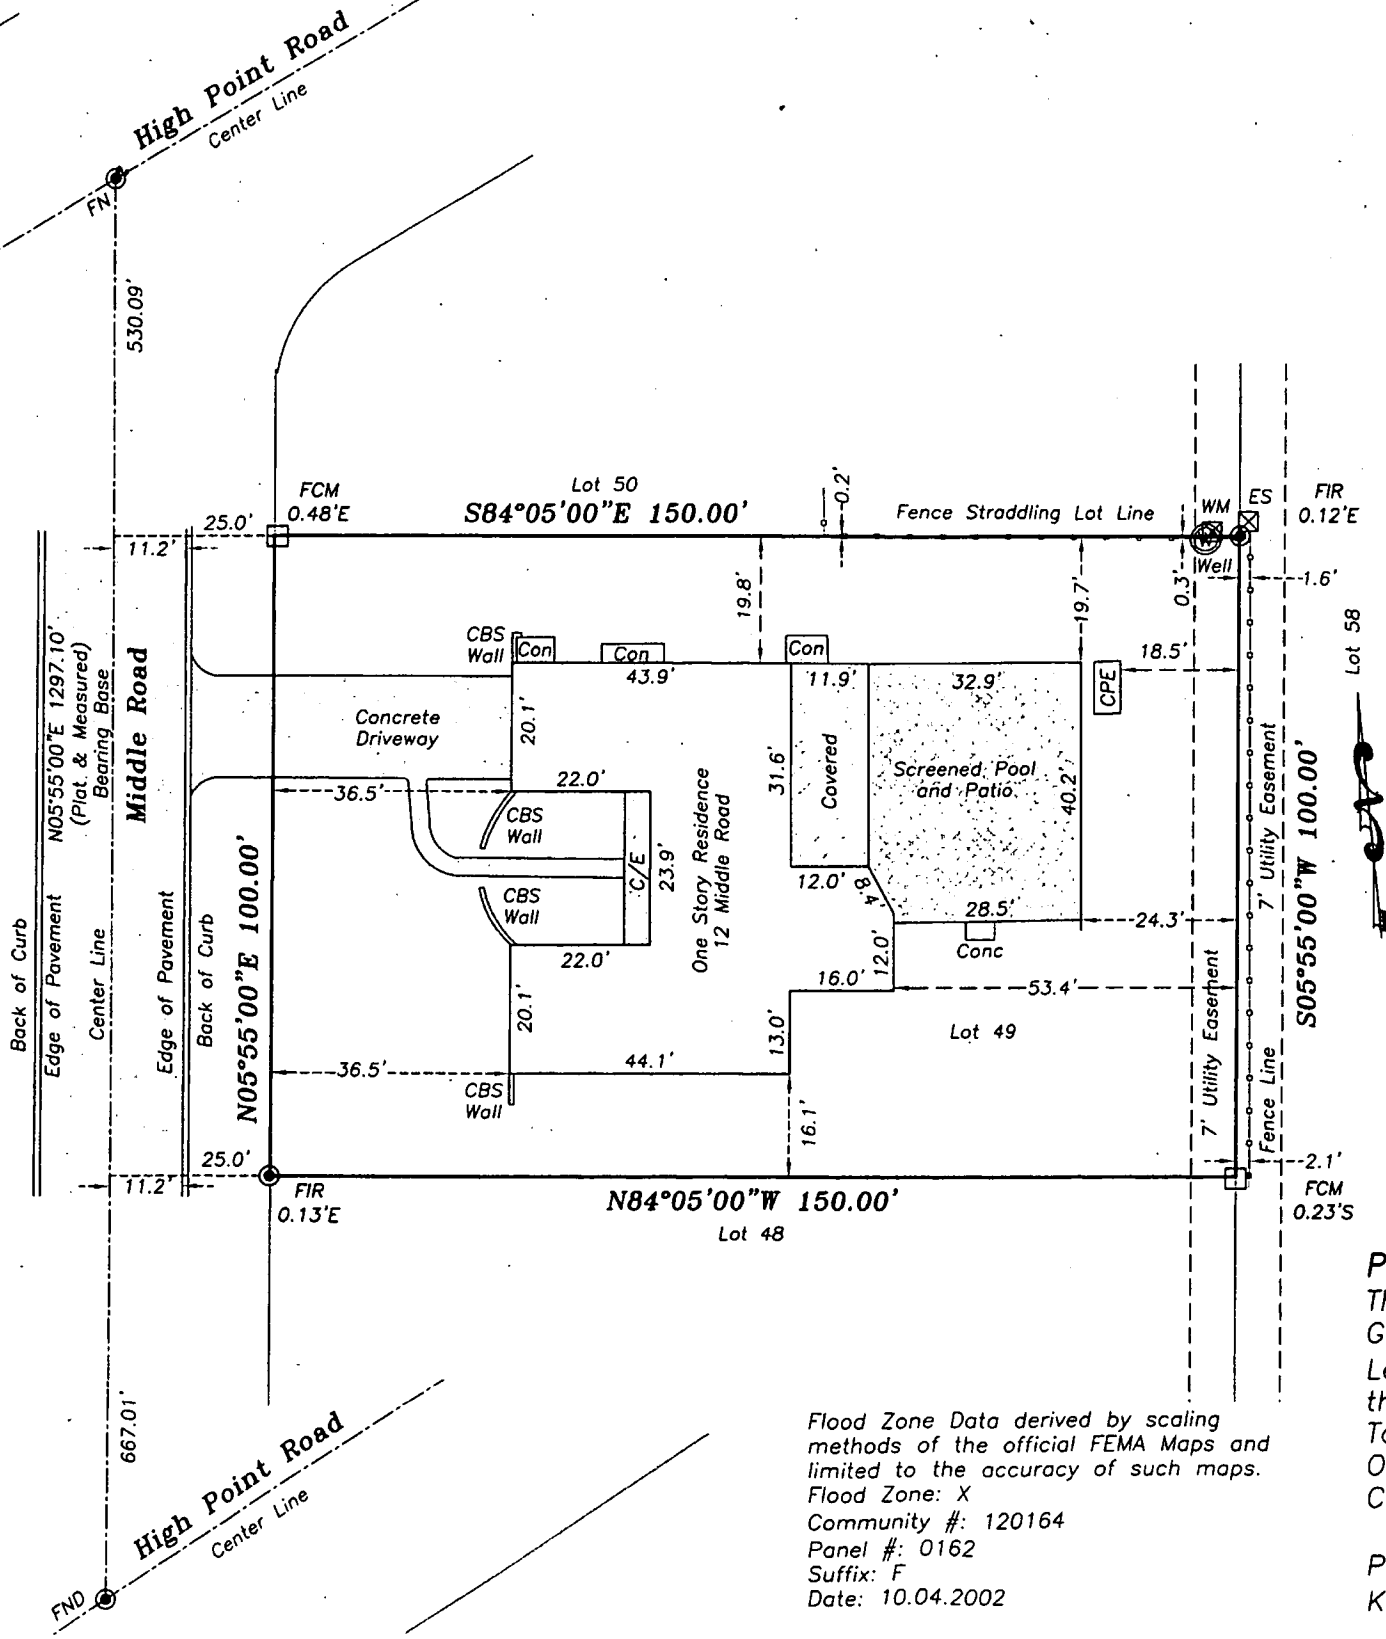 High Point Road
Center Line
FN
530.09'
Lot 50
S84°05'00"E 150.00'
FCM
0.48'E
25.0'
11.2'
0.2'
Fence Straddling Lot Line
WM
ES
FIR
0.12'E
W
Well
0.3'
1.6'
Lot 58
19.8'
19.7'
18.5'
CPE
CBS
Wall
Con
Con
Con
43.9'
11.9'
32.9'
N05°55'00"E 1297.10'
(Plat. & Measured)
Bearing Base
Middle Road
Concrete
Driveway
20.1'
22.0'
36.5'
CBS
Wall
C/E
23.9'
CBS
Wall
22.0'
One Story Residence
12 Middle Road
31.6'
Covered
Screened Pool
and Patio
40.2'
12.0'
8.4'
28.5'
Conc
24.3'
12.0'
16.0'
53.4'
13.0'
Lot 49
7' Utility Easement
7' Utility Easement
S05°55'00"W 100.00'
Fence Line
Back of Curb
Edge of Pavement
Center Line
Edge of Pavement
Back of Curb
N05°55'00"E 100.00'
20.1'
36.5'
44.1'
CBS
Wall
16.1'
25.0'
11.2'
FIR
0.13'E
N84°05'00"W 150.00'
Lot 48
2.1'
FCM
0.23'S
667.01'
High Point Road
Center Line
FND
Flood Zone Data derived by scaling
methods of the official FEMA Maps and
limited to the accuracy of such maps.
Flood Zone: X
Community #: 120164
Panel #: 0162
Suffix: F
Date: 10.04.2002
P
G
C
P
K